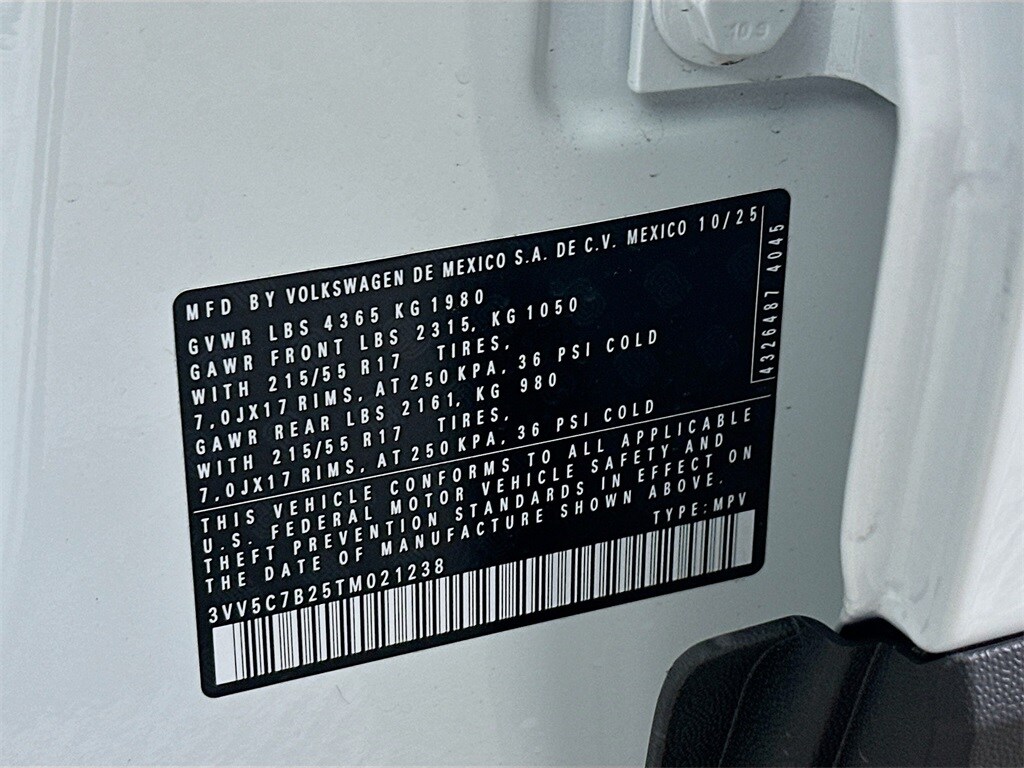 109
MFD BY VOLKSWAGEN DE MEXICO S.A. DE C.V. MEXICO 10/25
GVWR LBS 4365 KG 1980
GAWR FRONT LBS 2315, KG 1050
WITH 215/55 R17 TIRES,
7,0JX17 RIMS, AT 250 KPA, 36 PSI COLD
GAWR REAR LBS 2161, KG 980
WITH 215/55 R17 TIRES,
7,0JX17 RIMS, AT 250 KPA, 36 PSI COLD
4326487 4045
THIS VEHICLE CONFORMS TO ALL APPLICABLE
U.S. FEDERAL MOTOR VEHICLE SAFETY AND
THEFT PREVENTION STANDARDS IN EFFECT ON
THE DATE OF MANUFACTURE SHOWN ABOVE.
3VV5C7B25TM021238 TYPE:MPV